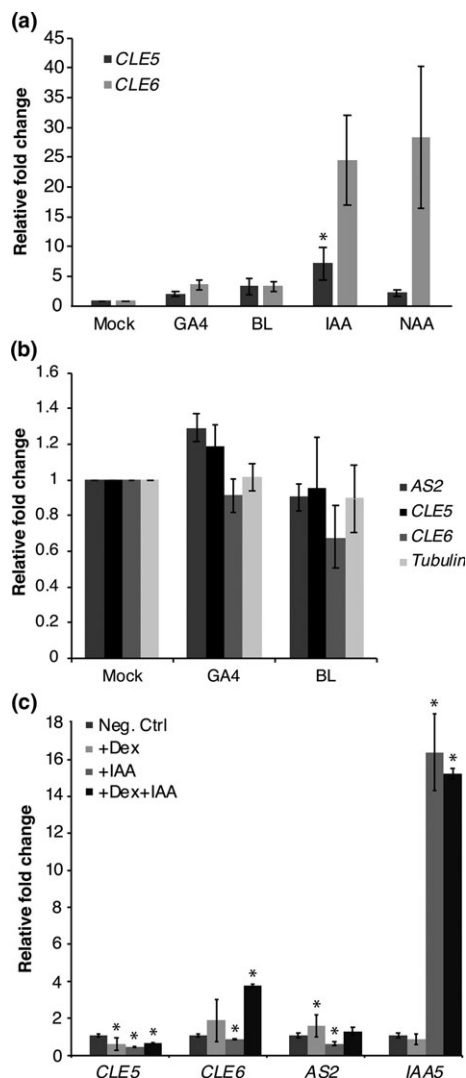 (a)
CLE5
CLE6
Relative fold change
45
40
35
30
25
20
15
10
5
0
*
Mock GA4 BL IAA NAA
(b)
Relative fold change
1.6
1.4
1.2
1
0.8
0.6
0.4
0.2
0
AS2
CLE5
CLE6
Tubulin
Mock GA4 BL
(c)
Neg. Ctrl
+Dex
+IAA
+Dex+IAA
Relative fold change
18
16
14
12
10
8
6
4
2
0
* * * * * * * * *
CLE5 CLE6 AS2 IAA5